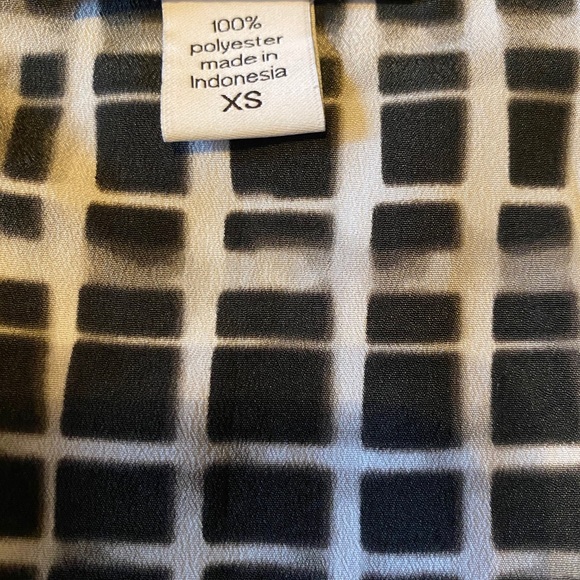 100%
polyester
made in
Indonesia
XS